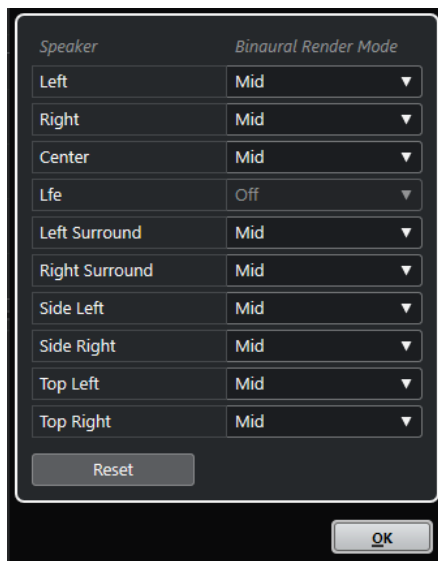 Speaker Binaural Render Mode
Left Mid
Right Mid
Center Mid
Lfe Off
Left Surround Mid
Right Surround Mid
Side Left Mid
Side Right Mid
Top Left Mid
Top Right Mid
Reset
OK